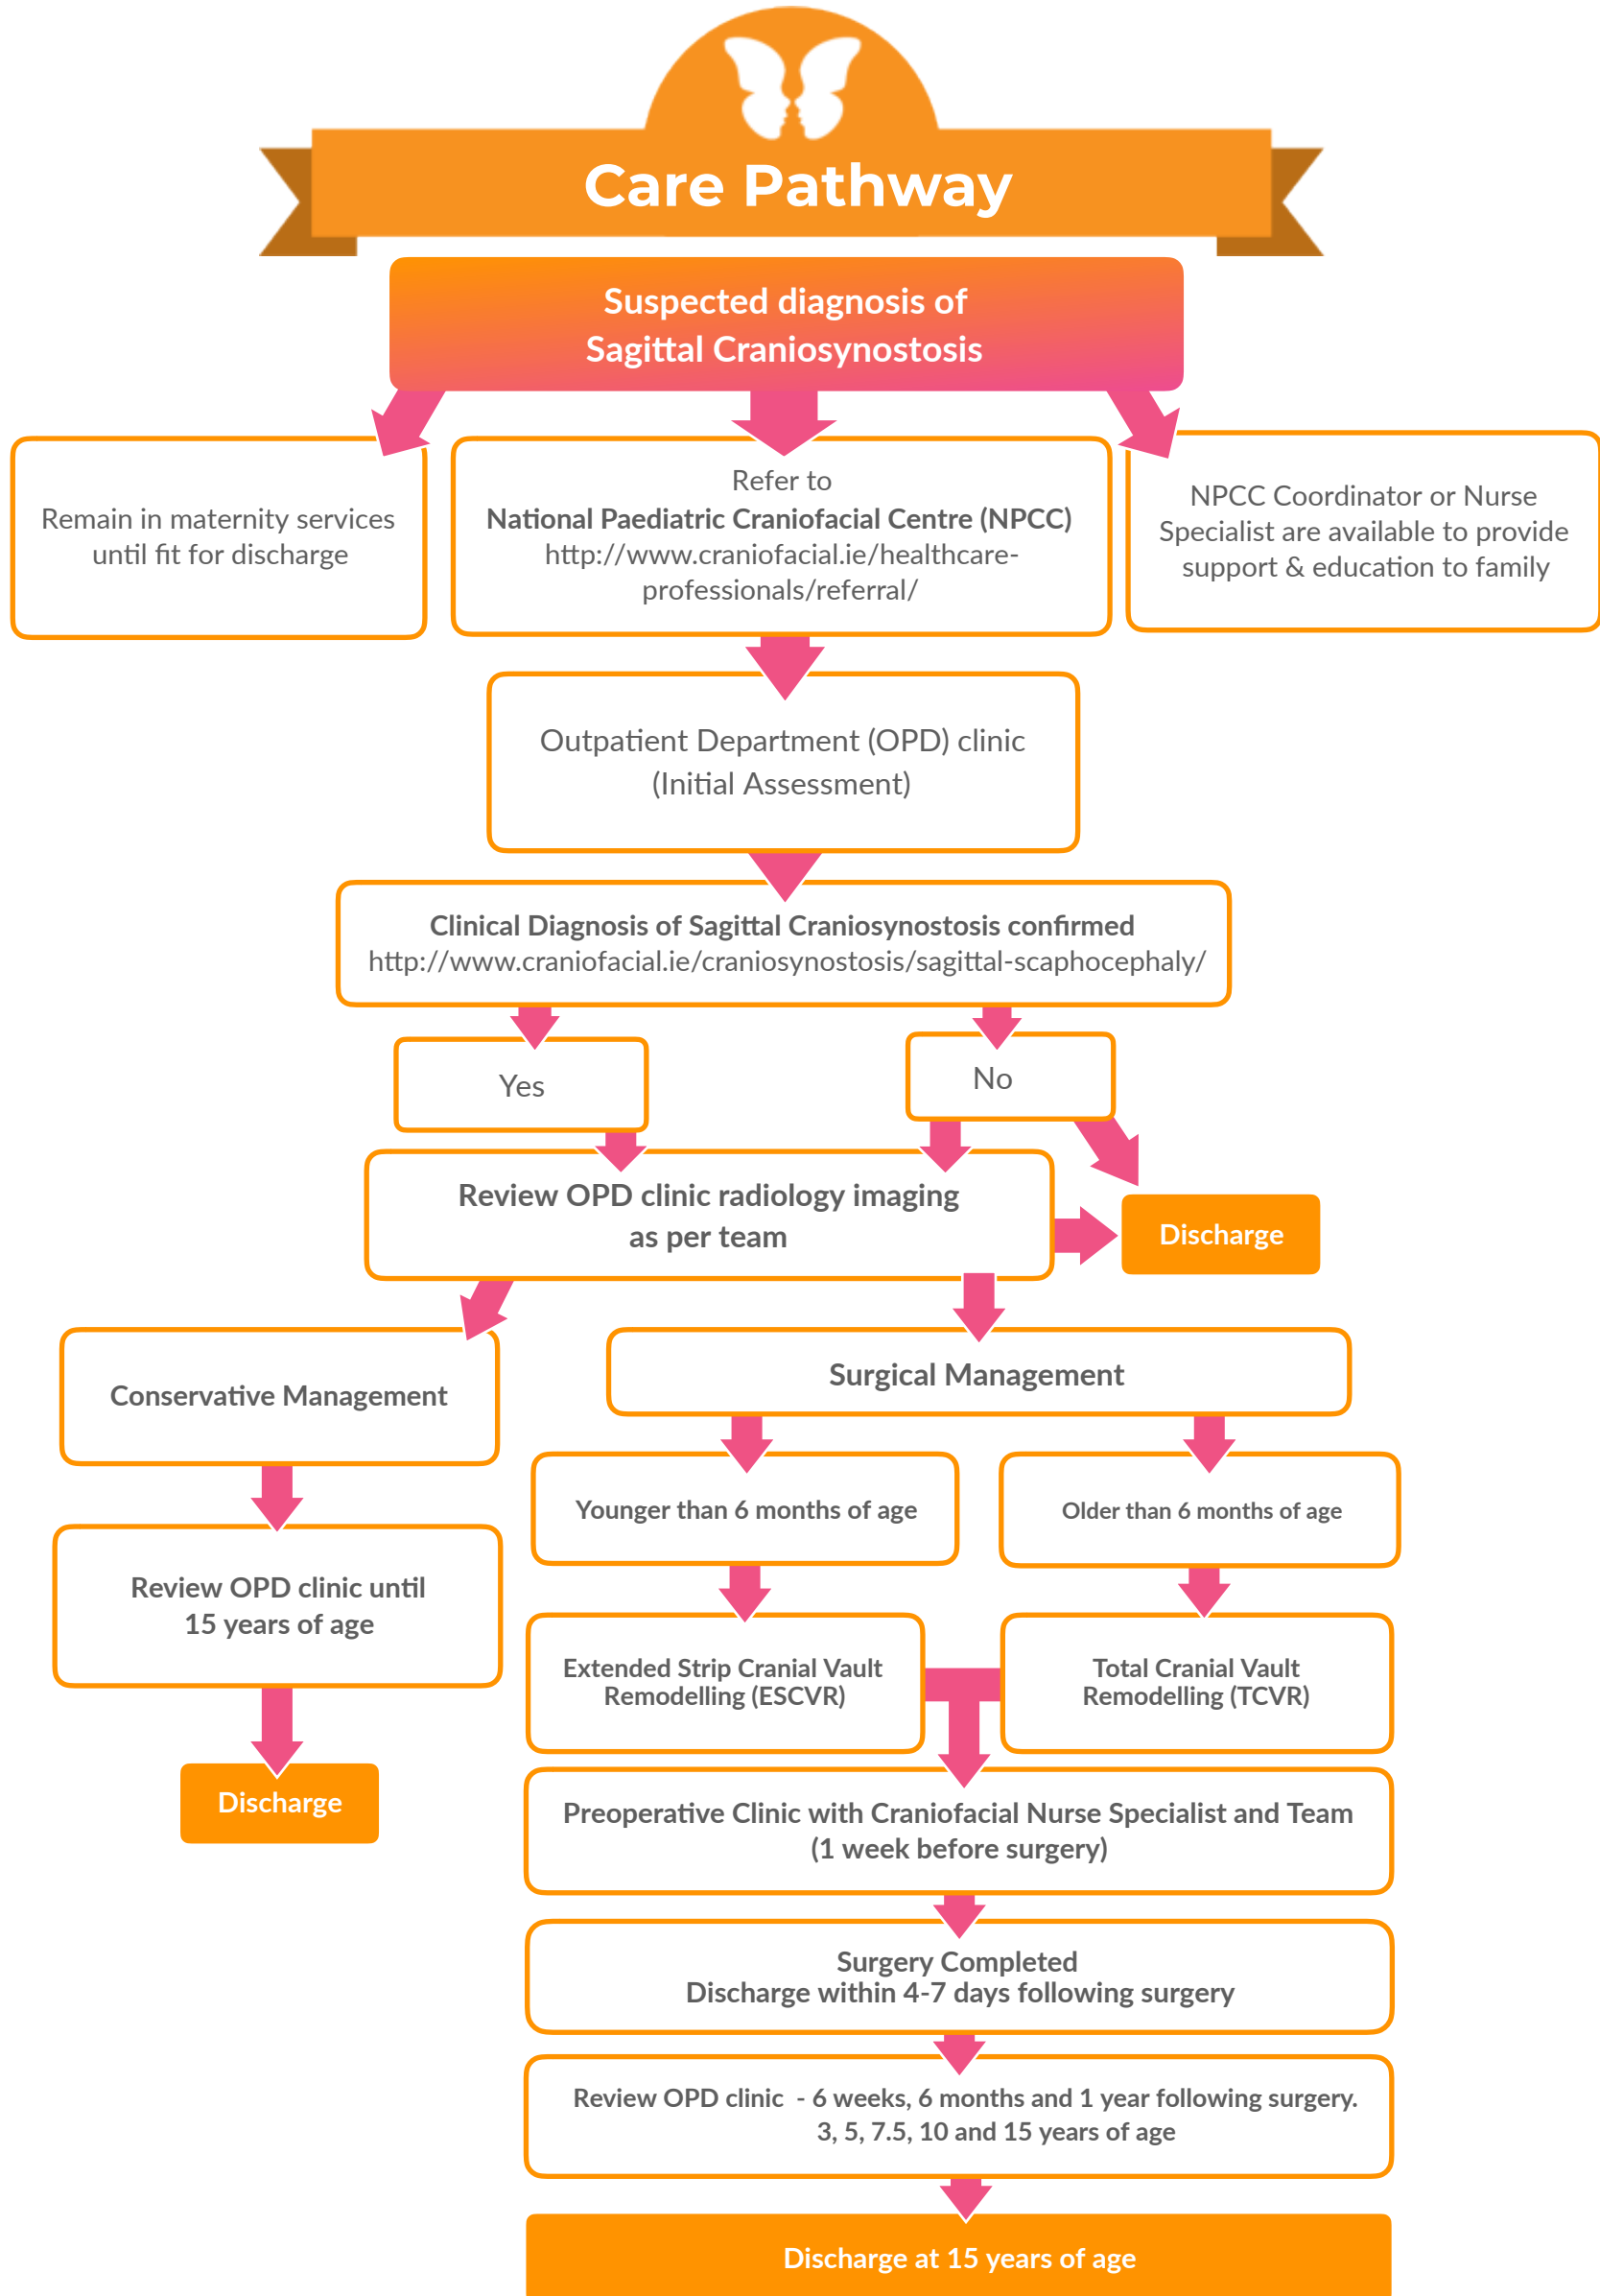 Care Pathway
Suspected diagnosis of
Sagittal Craniosynostosis
Remain in maternity services
until fit for discharge
Refer to
National Paediatric Craniofacial Centre (NPCC)
http://www.craniofacial.ie/healthcare-
professionals/referral/
NPCC Coordinator or Nurse
Specialist are available to provide
support & education to family
Outpatient Department (OPD) clinic
(Initial Assessment)
Clinical Diagnosis of Sagittal Craniosynostosis confirmed
http://www.craniofacial.ie/craniosynostosis/sagittal-scaphocephaly/
Yes
No
Review OPD clinic radiology imaging
as per team
Discharge
Conservative Management
Surgical Management
Younger than 6 months of age
Older than 6 months of age
Review OPD clinic until
15 years of age
Extended Strip Cranial Vault
Remodelling (ESCVR)
Total Cranial Vault
Remodelling (TCVR)
Discharge
Preoperative Clinic with Craniofacial Nurse Specialist and Team
(1 week before surgery)
Surgery Completed
Discharge within 4-7 days following surgery
Review OPD clinic - 6 weeks, 6 months and 1 year following surgery.
3, 5, 7.5, 10 and 15 years of age
Discharge at 15 years of age